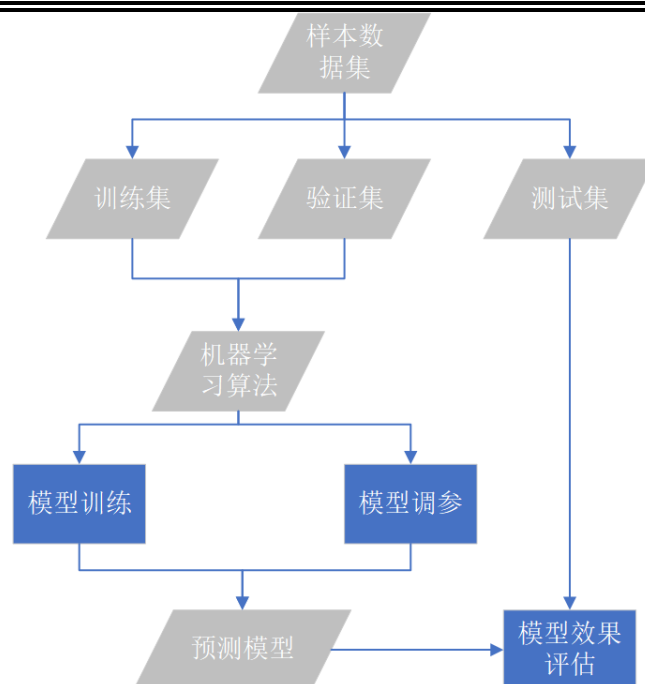 样本数
据集
训练集
验证集
测试集
机器学
习算法
模型训练
模型调参
预测模型
模型效果
评估